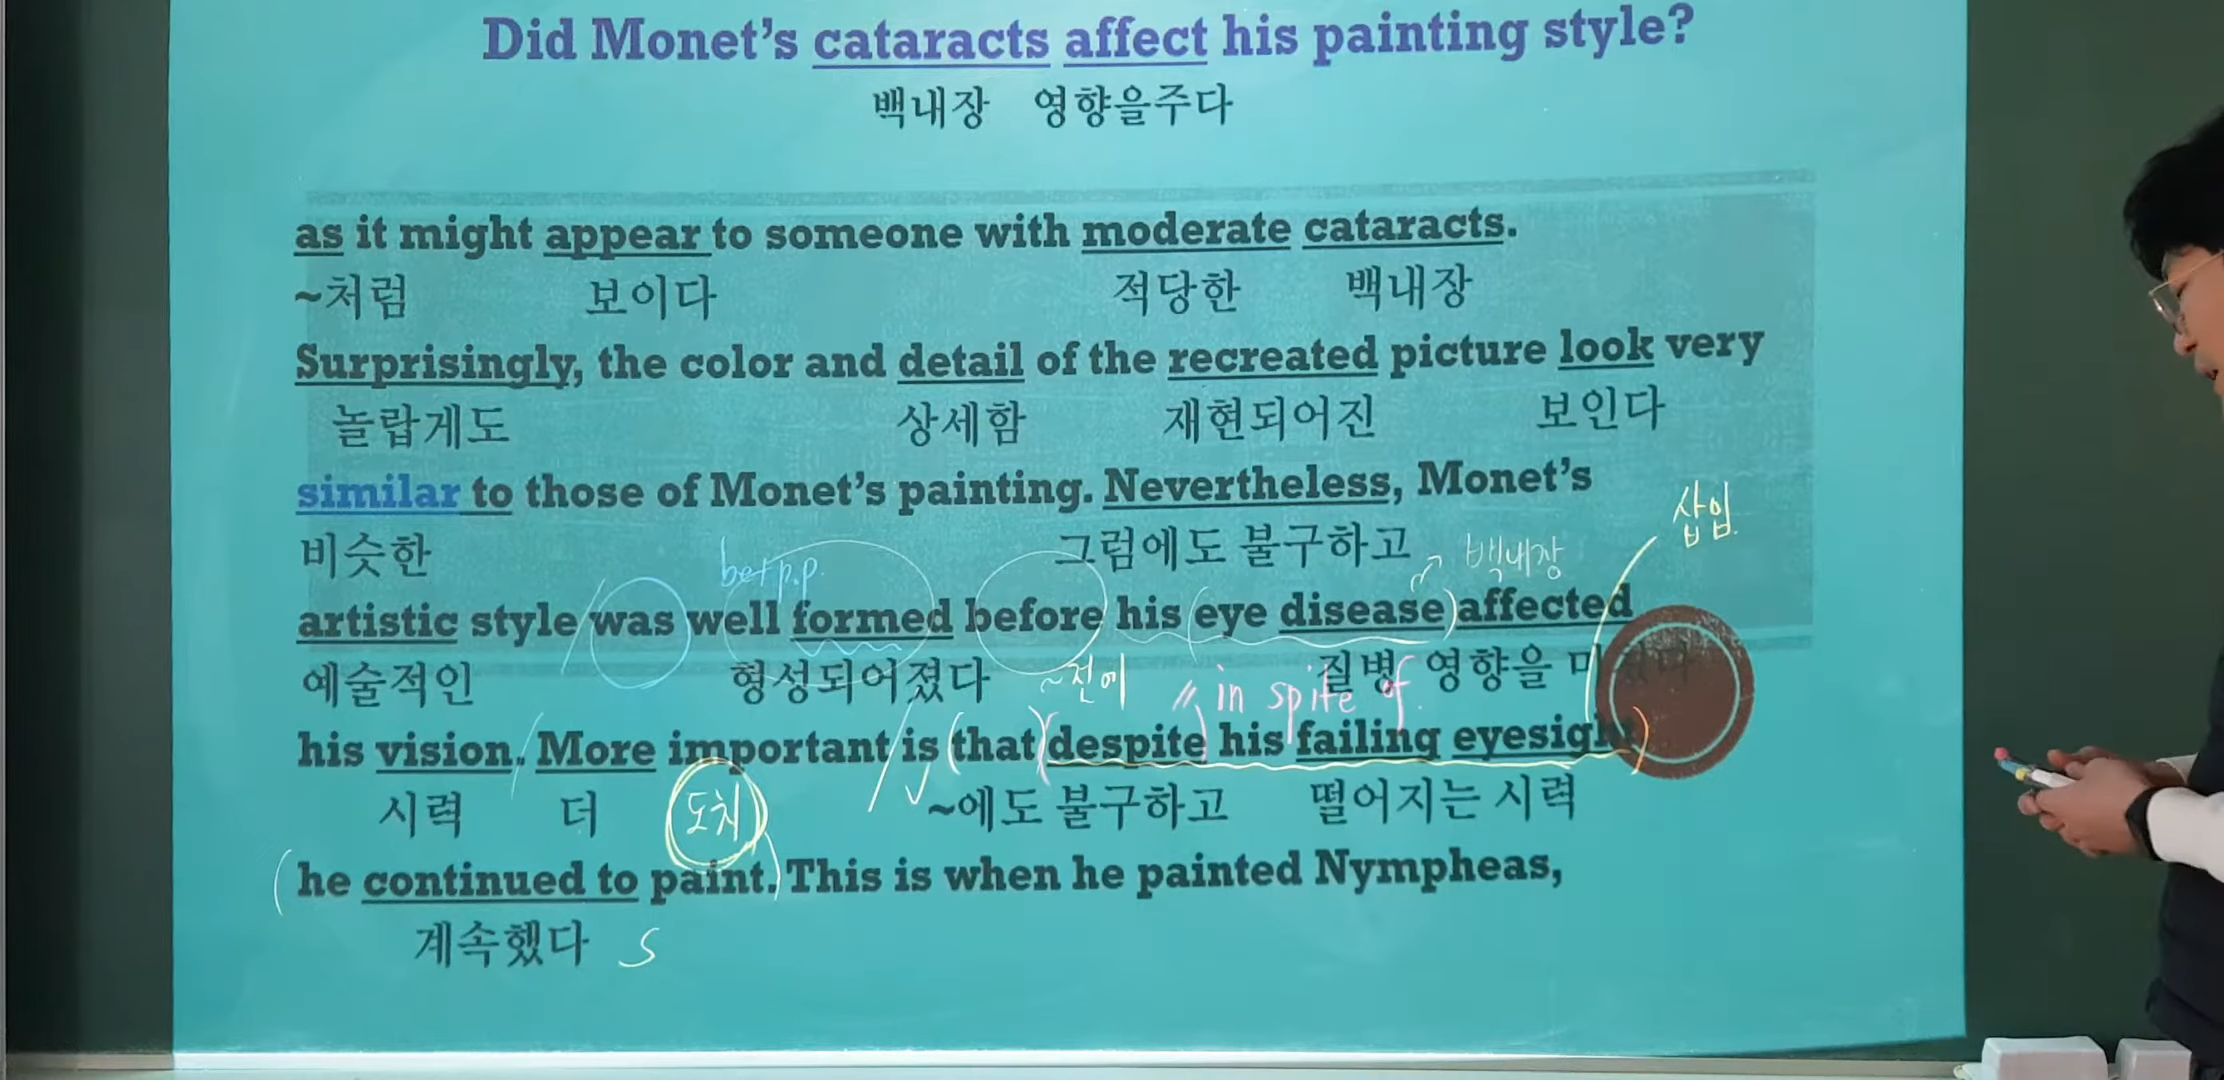 Did Monet's cataracts affect his painting style?
백내장 영향을주다
as it might appear to someone with moderate cataracts.
~처럼 보이다 적당한 백내장
Surprisingly, the color and detail of the recreated picture look very
놀랍게도 상세함 재현되어진 보인다
similar to those of Monet's painting. Nevertheless, Monet's
삽입
비슷한 그럼에도 불구하고
be+p.p. 백내장
artistic style was well formed before his eye disease affected
예술적인 형성되어졌다 ~전에 질병 영향을
in spite of
his vision. More important is that despite his failing eyesight
시력 더 도치 ~에도 불구하고 떨어지는 시력
he continued to paint. This is when he painted Nympheas,
계속했다 S